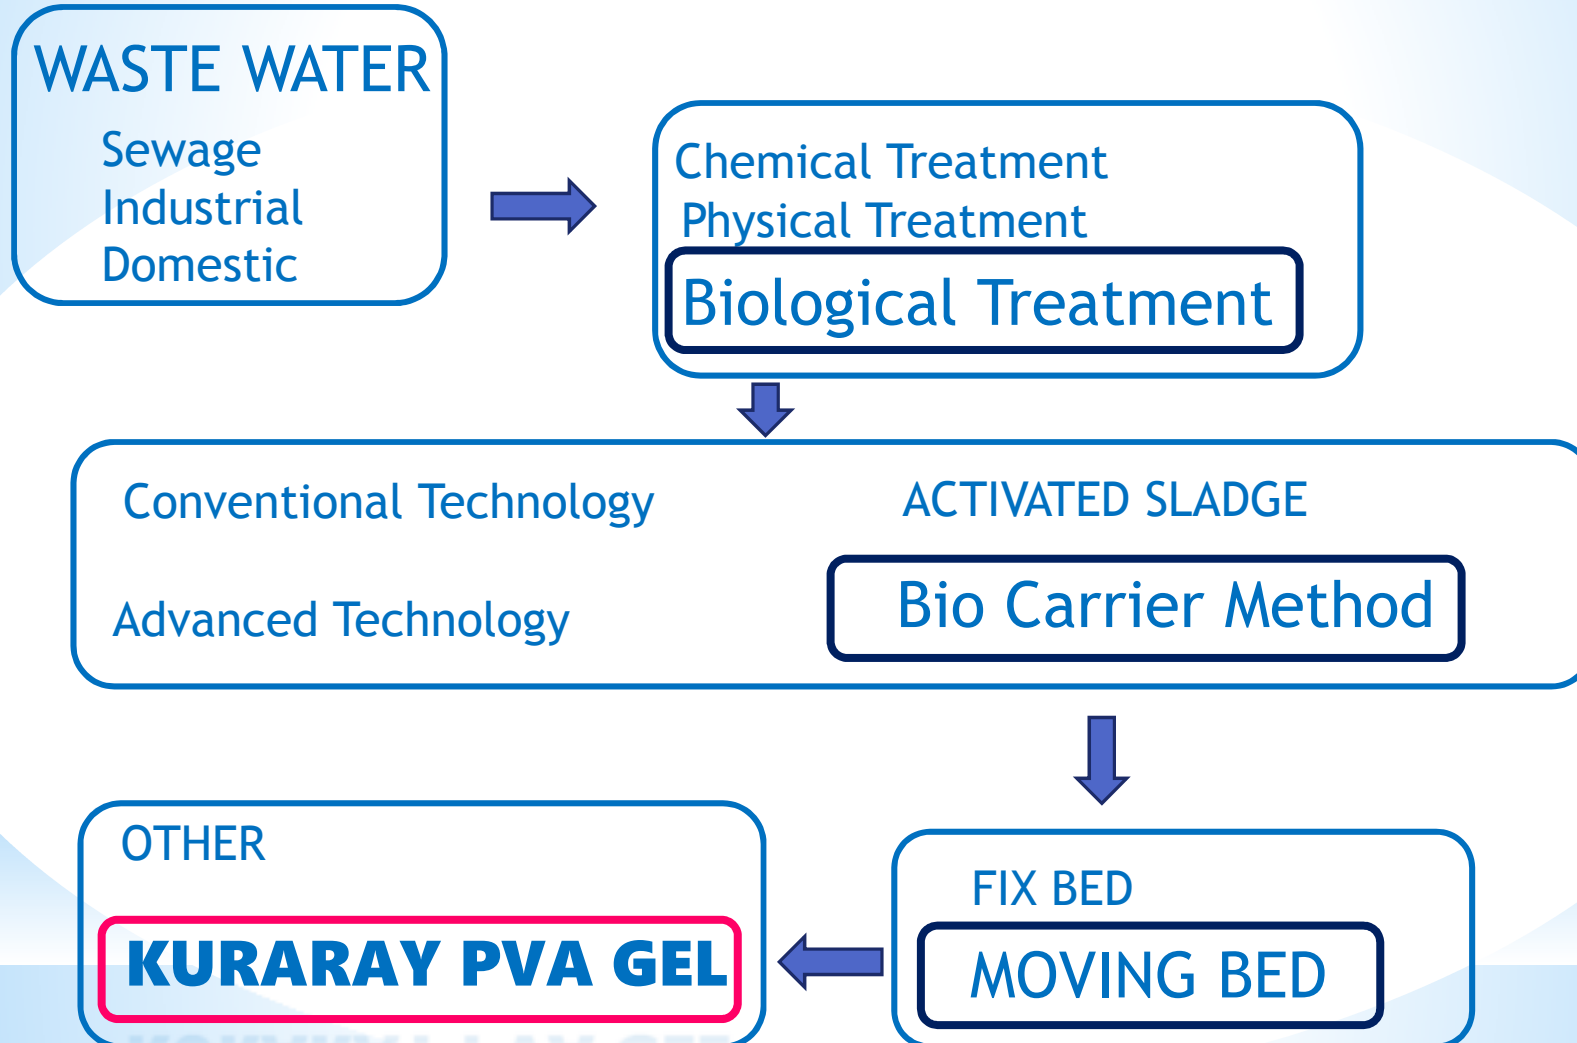 WASTE WATER
Sewage
Industrial
Domestic
Chemical Treatment
Physical Treatment
Biological Treatment
Conventional Technology
ACTIVATED SLADGE
Advanced Technology
Bio Carrier Method
OTHER
KURARAY PVA GEL
FIX BED
MOVING BED